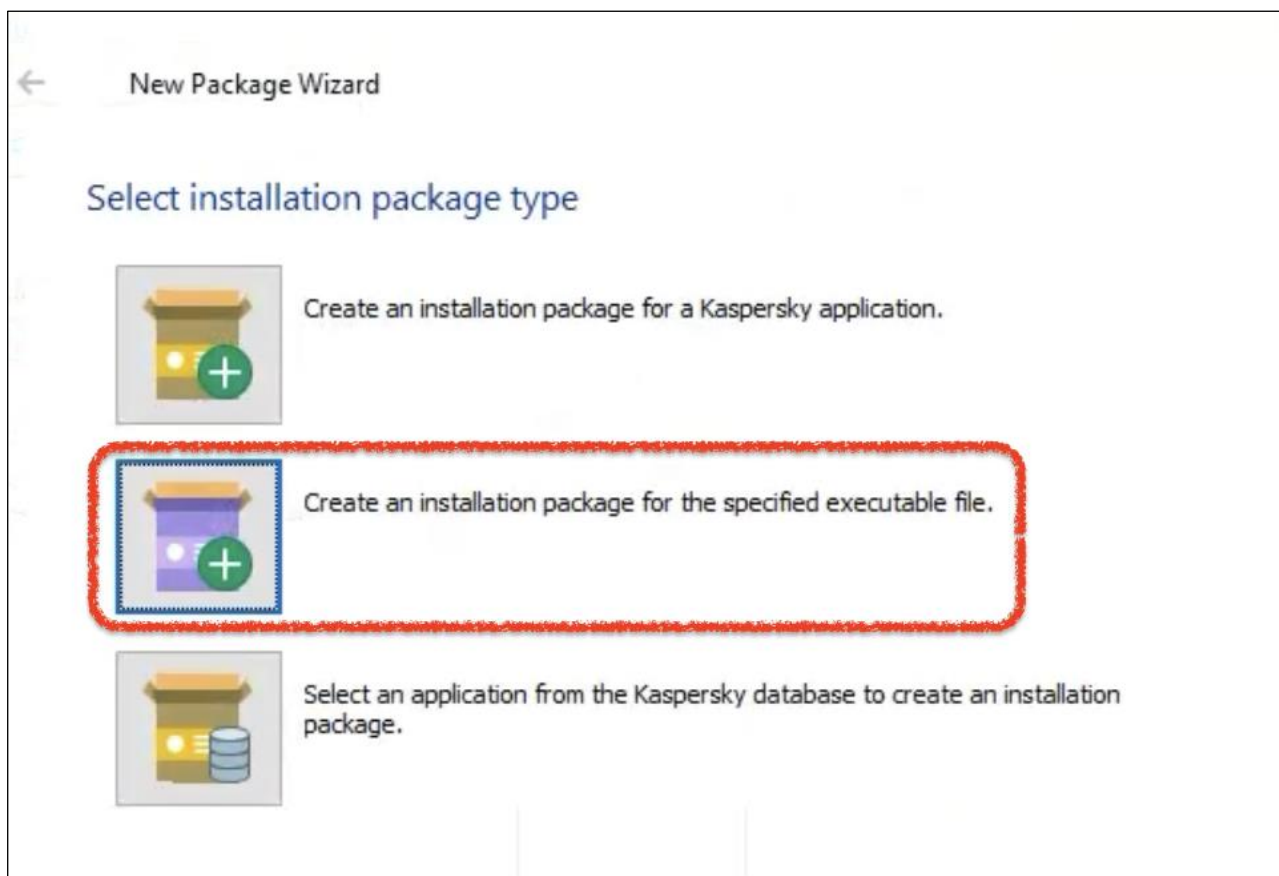 New Package Wizard
Select installation package type
Create an installation package for a Kaspersky application.
Create an installation package for the specified executable file.
Select an application from the Kaspersky database to create an installation
package.